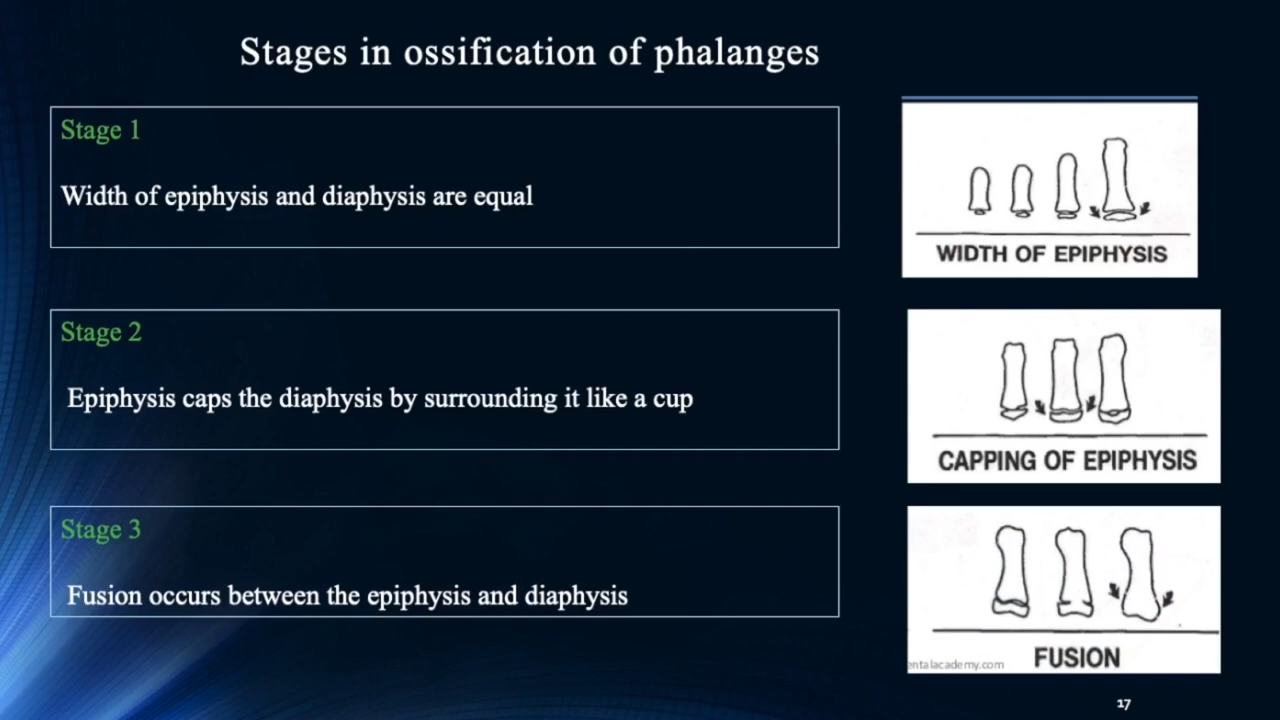 Stages in ossification of phalanges
Stage 1
Width of epiphysis and diaphysis are equal
WIDTH OF EPIPHYSIS
Stage 2
Epiphysis caps the diaphysis by surrounding it like a cup
CAPPING OF EPIPHYSIS
Stage 3
Fusion occurs between the epiphysis and diaphysis
entalacademy.com
FUSION
17